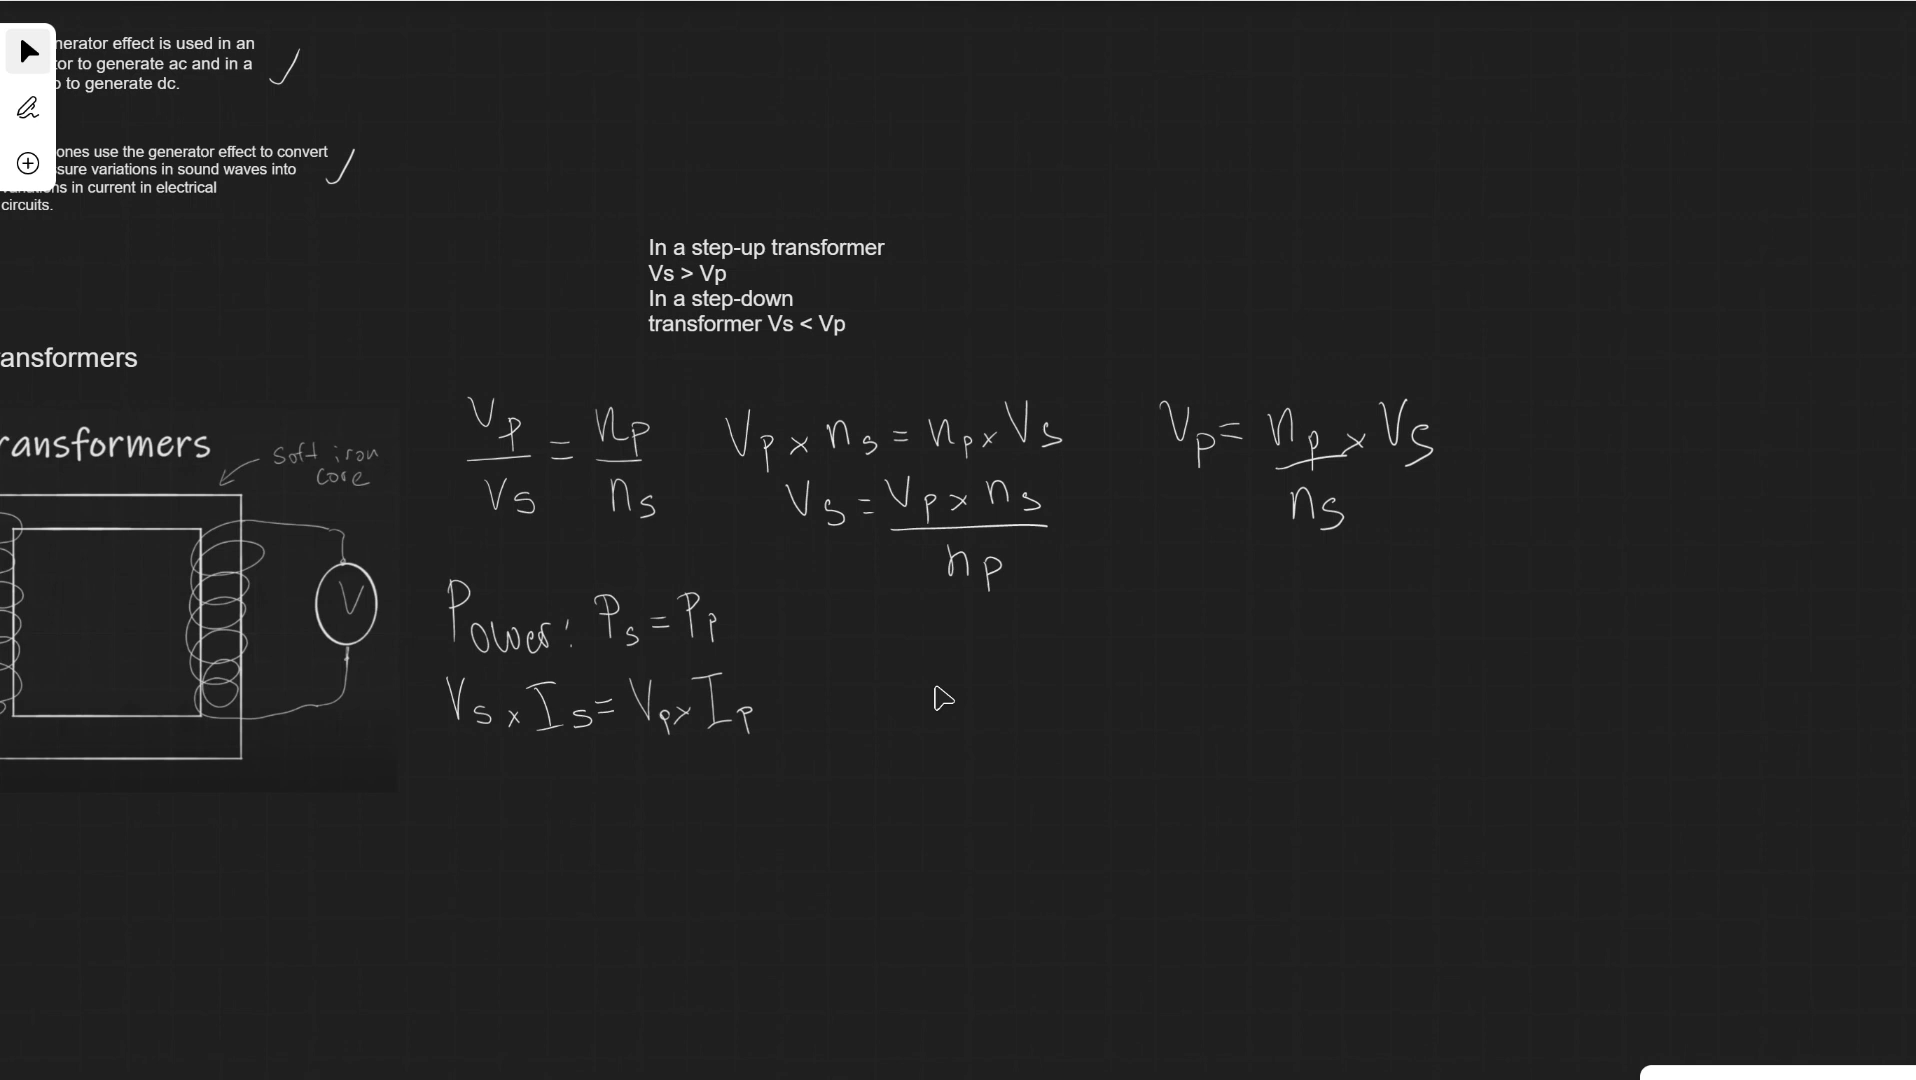 nerator effect is used in an
tor to generate ac and in a
o to generate dc.
ones use the generator effect to convert
ssure variations in sound waves into
ns in current in electrical
circuits.
In a step-up transformer
Vs > Vp
In a step-down
transformer Vs < Vp
ansformers
ransformers
Soft iron
core
V
Vp/Vs = np/ns
Vp × ns = np × Vs
Vs = Vp × ns / np
Vp = np/ns × Vs
Power: Ps = Pp
Vs × Is = Vp × Ip